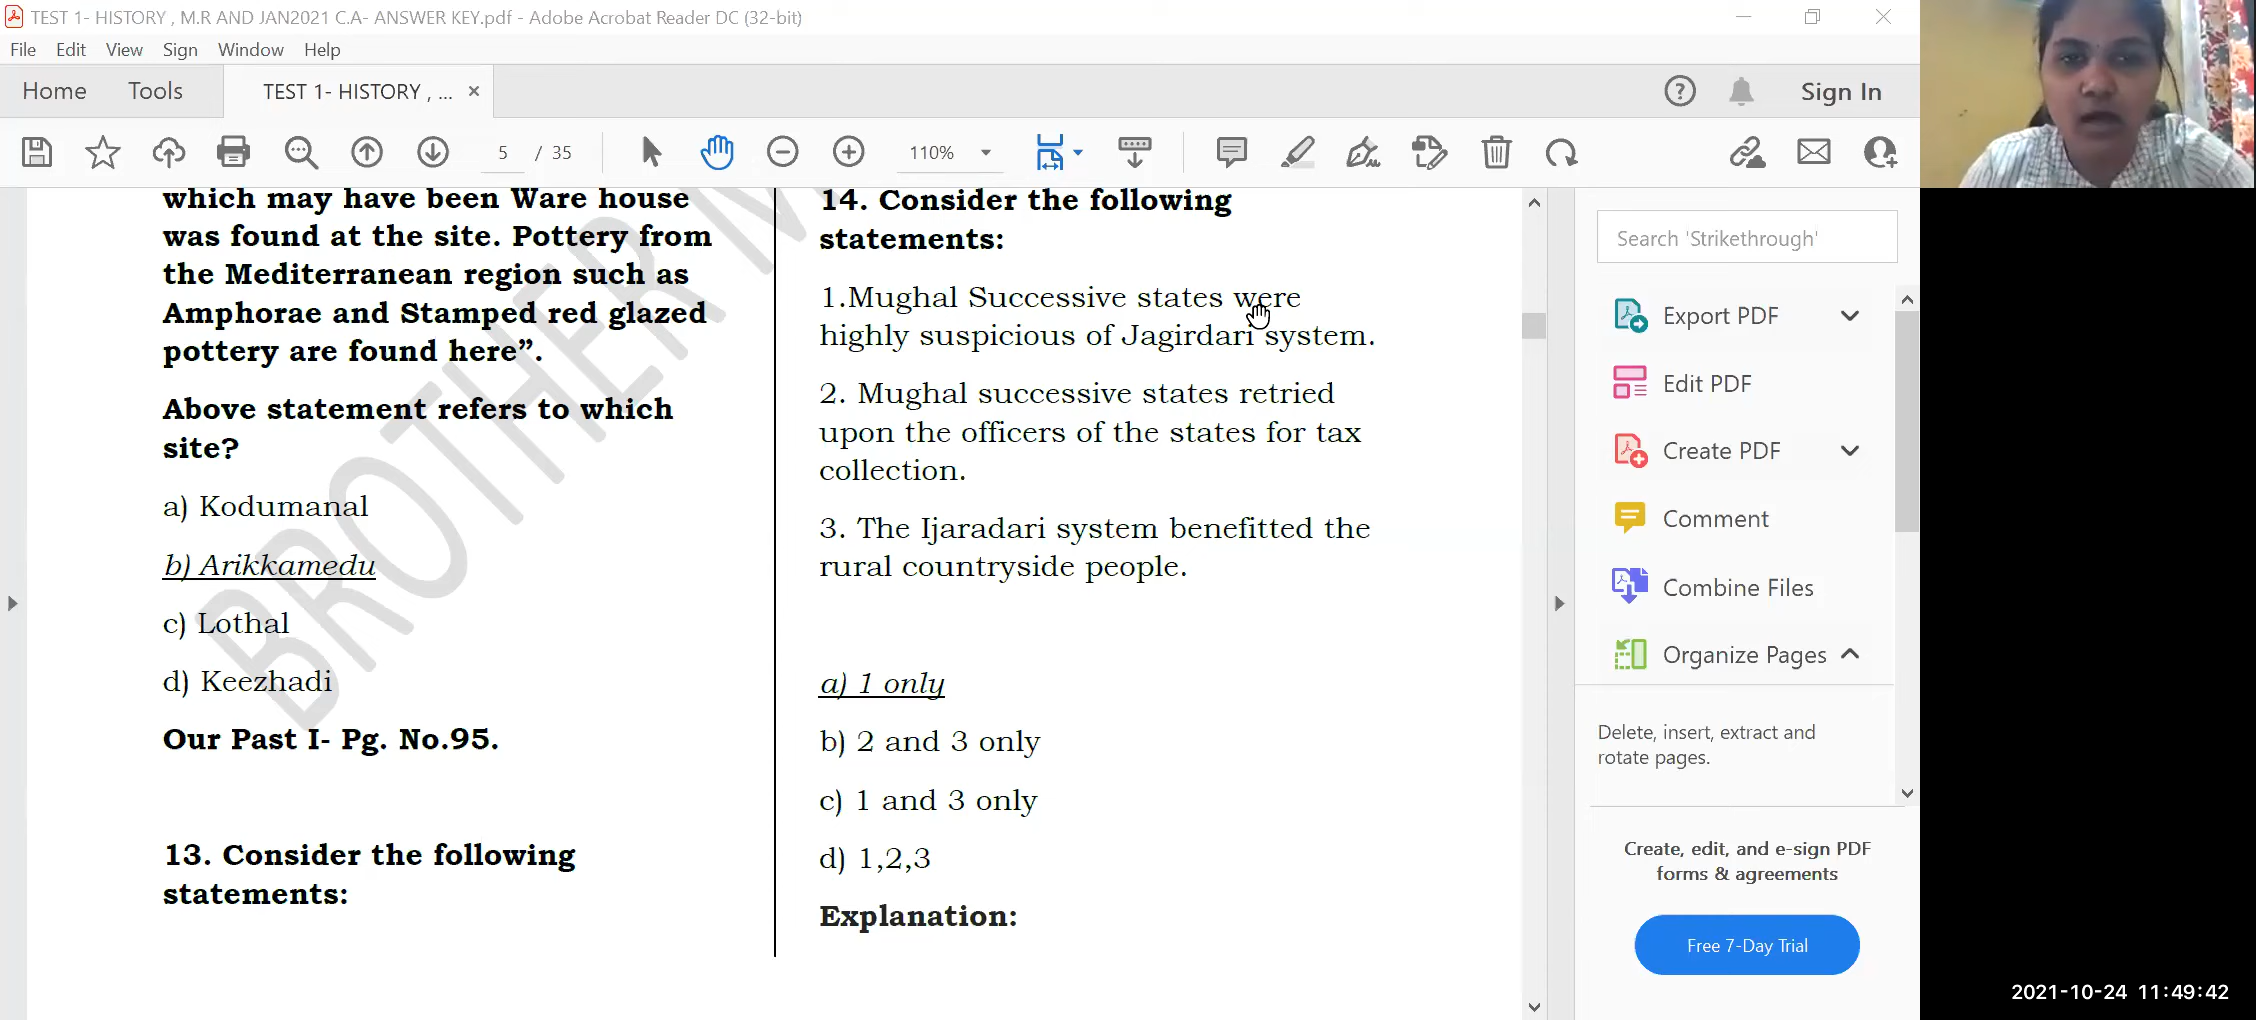 TEST 1- HISTORY , M.R AND JAN2021 C.A- ANSWER KEY.pdf - Adobe Acrobat Reader DC (32-bit)
File Edit View Sign Window Help
Home Tools TEST 1- HISTORY , ... ×
? Sign In
5 / 35 110%
which may have been Ware house
was found at the site. Pottery from
the Mediterranean region such as
Amphorae and Stamped red glazed
pottery are found here”.
Above statement refers to which
site?
a) Kodumanal
b) Arikkamedu
c) Lothal
d) Keezhadi
Our Past I- Pg. No.95.
13. Consider the following
statements:
BROTHER M
14. Consider the following
statements:
1.Mughal Successive states were
highly suspicious of Jagirdari system.
2. Mughal successive states retried
upon the officers of the states for tax
collection.
3. The Ijaradari system benefitted the
rural countryside people.
a) 1 only
b) 2 and 3 only
c) 1 and 3 only
d) 1,2,3
Explanation:
Search 'Strikethrough'
Export PDF
Edit PDF
Create PDF
Comment
Combine Files
Organize Pages
Delete, insert, extract and
rotate pages.
Create, edit, and e-sign PDF
forms & agreements
Free 7-Day Trial
2021-10-24 11:49:42